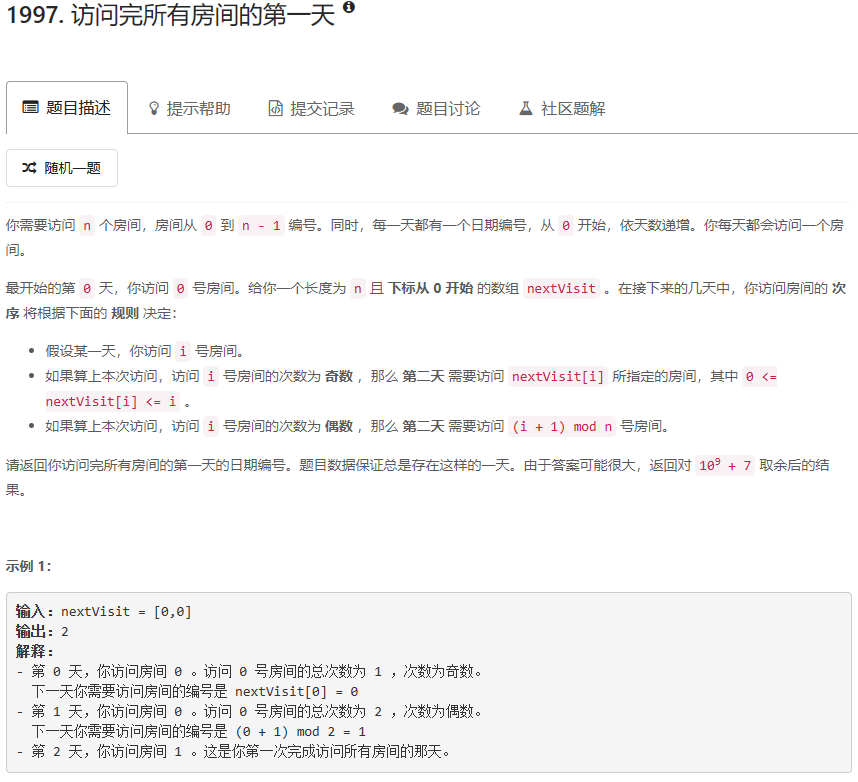 1997. 访问完所有房间的第一天
题目描述 提示帮助 提交记录 题目讨论 社区题解
随机一题
你需要访问 n 个房间，房间从 0 到 n - 1 编号。同时，每一天都有一个日期编号，从 0 开始，依天数递增。你每天都会访问一个房
间。
最开始的第 0 天，你访问 0 号房间。给你一个长度为 n 且 下标从 0 开始 的数组 nextVisit 。在接下来的几天中，你访问房间的 次
序 将根据下面的 规则 决定：
• 假设某一天，你访问 i 号房间。
• 如果算上本次访问，访问 i 号房间的次数为 奇数 ，那么 第二天 需要访问 nextVisit[i] 所指定的房间，其中 0 <=
nextVisit[i] <= i 。
• 如果算上本次访问，访问 i 号房间的次数为 偶数 ，那么 第二天 需要访问 (i + 1) mod n 号房间。
请返回你访问完所有房间的第一天的日期编号。题目数据保证总是存在这样的一天。由于答案可能很大，返回对 10⁹ + 7 取余后的结
果。
示例 1：
输入：nextVisit = [0,0]
输出：2
解释：
- 第 0 天，你访问房间 0 。访问 0 号房间的总次数为 1 ，次数为奇数。
下一天你需要访问房间的编号是 nextVisit[0] = 0
- 第 1 天，你访问房间 0 。访问 0 号房间的总次数为 2 ，次数为偶数。
下一天你需要访问房间的编号是 (0 + 1) mod 2 = 1
- 第 2 天，你访问房间 1 。这是你第一次完成访问所有房间的那天。